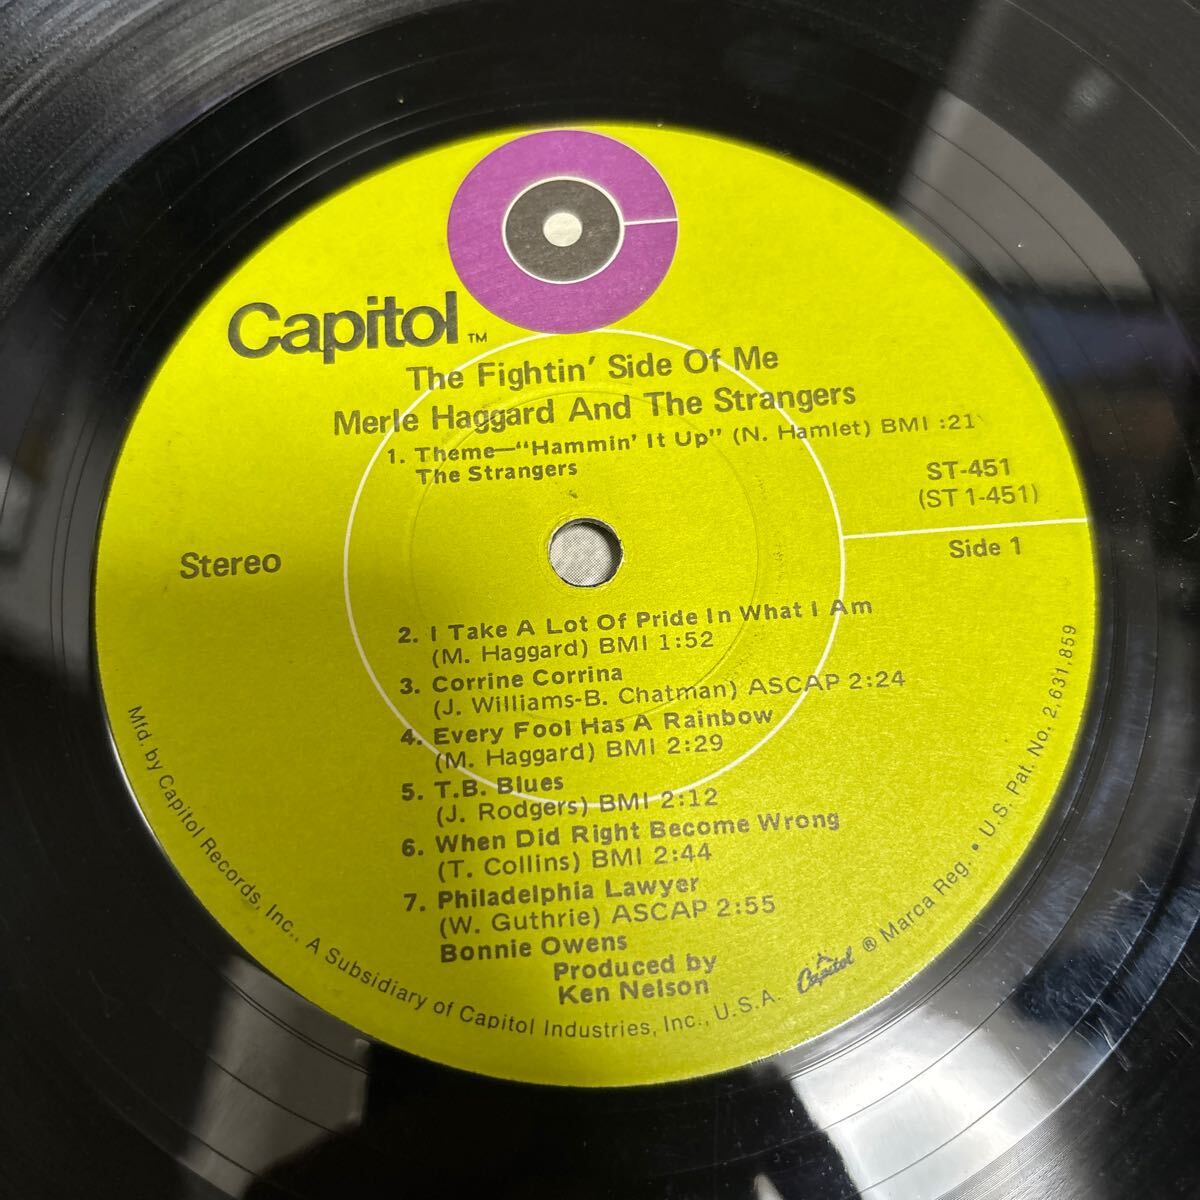 Capitol TM
The Fightin' Side Of Me
Merle Haggard And The Strangers
1. Theme—"Hammin' It Up" (N. Hamlet) BMI :21
The Strangers
ST-451
(ST 1-451)
Stereo
Side 1
2. I Take A Lot Of Pride In What I Am
(M. Haggard) BMI 1:52
3. Corrine Corrina
(J. Williams-B. Chatman) ASCAP 2:24
4. Every Fool Has A Rainbow
(M. Haggard) BMI 2:29
5. T.B. Blues
(J. Rodgers) BMI 2:12
6. When Did Right Become Wrong
(T. Collins) BMI 2:44
7. Philadelphia Lawyer
(W. Guthrie) ASCAP 2:55
Bonnie Owens
Produced by
Ken Nelson
Mfd. by Capitol Records, Inc., A Subsidiary of Capitol Industries, Inc., U.S.A. Capitol ® Marca Reg. • U.S. Pat. No. 2,631,859